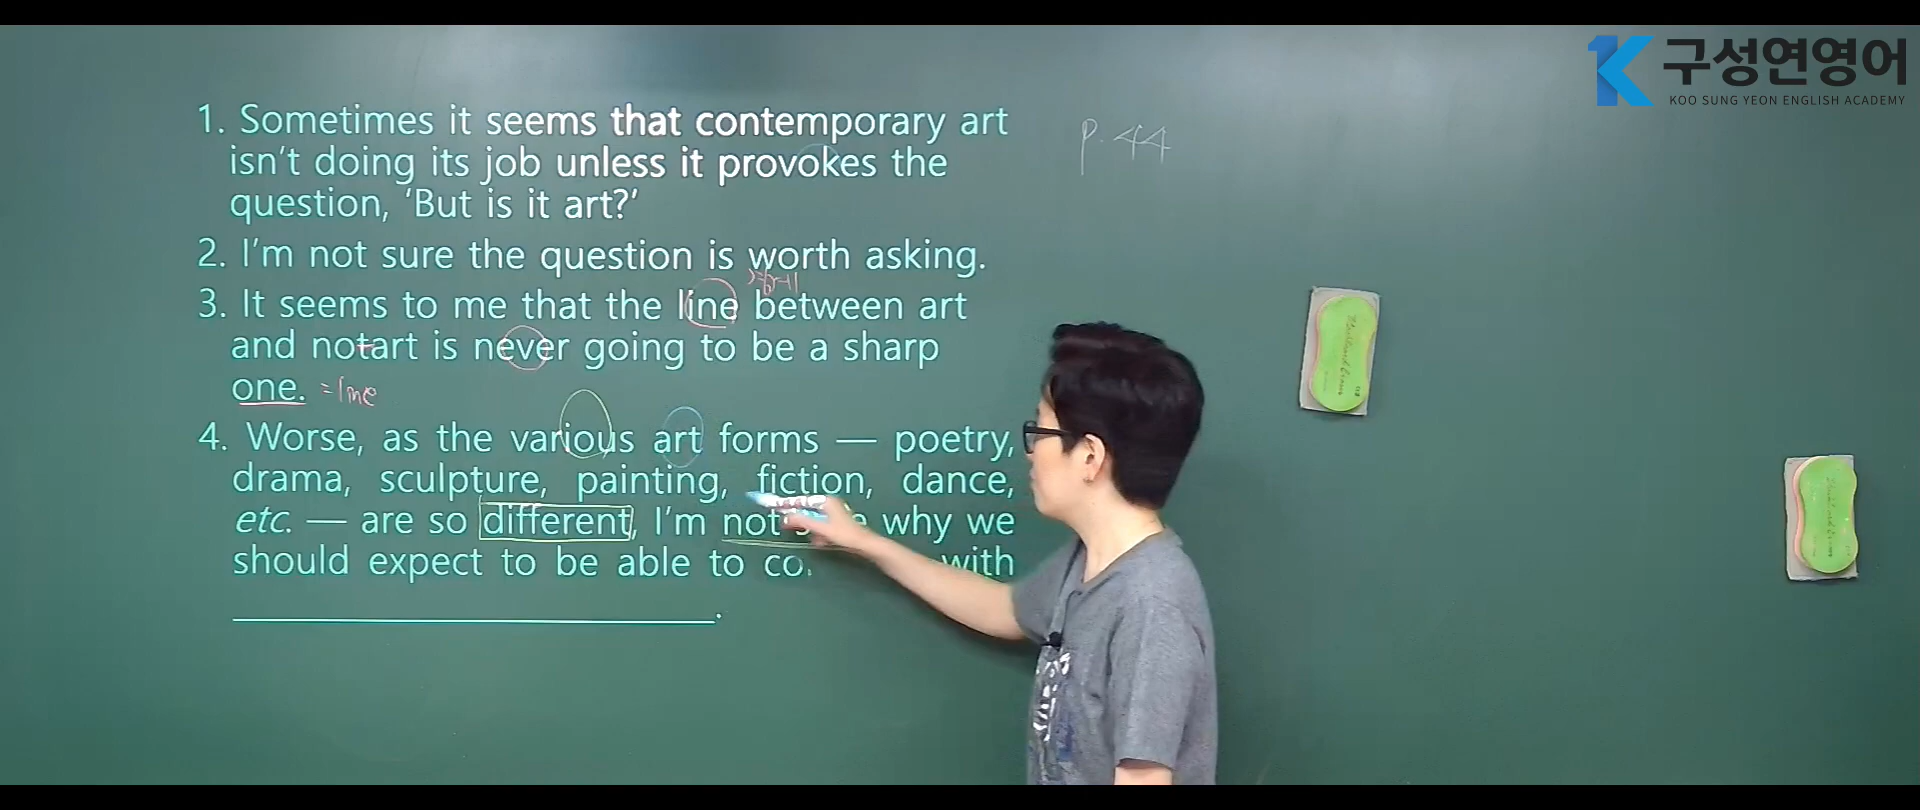 구성연영어
KOO SUNG YEON ENGLISH ACADEMY
p.44
1. Sometimes it seems that contemporary art
isn't doing its job unless it provokes the
question, 'But is it art?'
2. I'm not sure the question is worth asking.
3. It seems to me that the line between art
and notart is never going to be a sharp
one. =line
4. Worse, as the various art forms — poetry,
drama, sculpture, painting, fiction, dance,
etc. — are so different, I'm not why we
should expect to be able to with